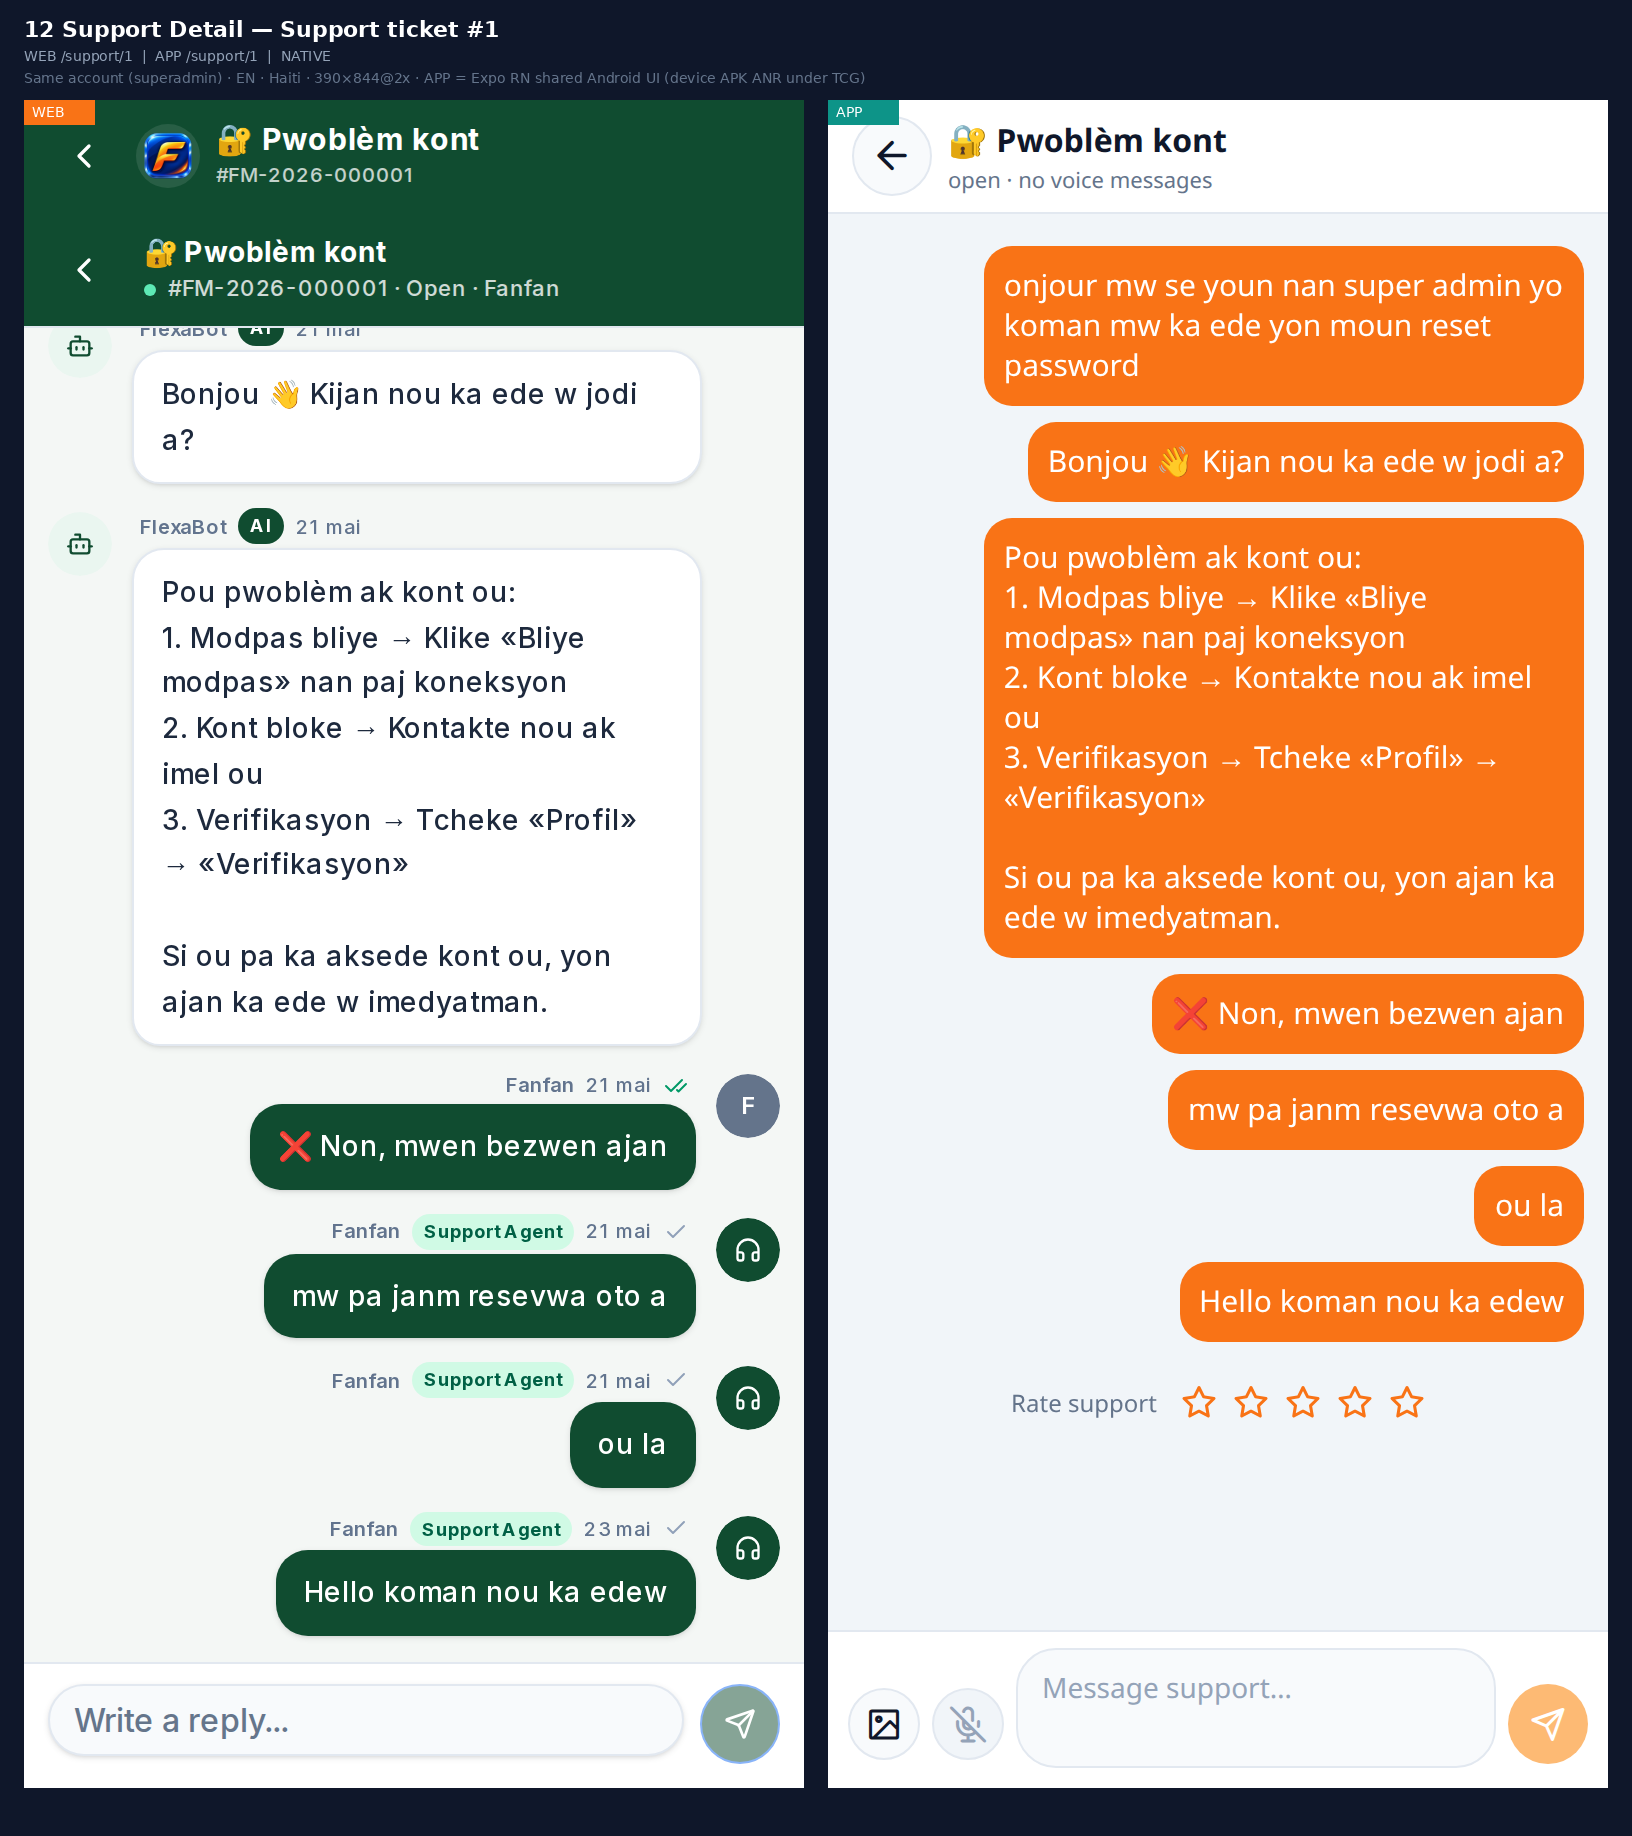 12 Support Detail — Support ticket #1
WEB /support/1 | APP /support/1 | NATIVE
Same account (superadmin) · EN · Haiti · 390×844@2x · APP = Expo RN shared Android UI (device APK ANR under TCG)
WEB
🔐 Pwoblèm kont
#FM-2026-000001
🔐 Pwoblèm kont
#FM-2026-000001 · Open · Fanfan
FlexaBot AI 21 mai
Bonjou 👋 Kijan nou ka ede w jodi
a?
FlexaBot AI 21 mai
Pou pwoblèm ak kont ou:
1. Modpas bliye → Klike «Bliye
modpas» nan paj koneksyon
2. Kont bloke → Kontakte nou ak
imel ou
3. Verifikasyon → Tcheke «Profil»
→ «Verifikasyon»
Si ou pa ka aksede kont ou, yon
ajan ka ede w imedyatman.
Fanfan 21 mai
F
❌ Non, mwen bezwen ajan
Fanfan Support Agent 21 mai
mw pa janm resevwa oto a
Fanfan Support Agent 21 mai
ou la
Fanfan Support Agent 23 mai
Hello koman nou ka edew
Write a reply...
APP
🔐 Pwoblèm kont
open · no voice messages
onjour mw se youn nan super admin yo
koman mw ka ede yon moun reset
password
Bonjou 👋 Kijan nou ka ede w jodi a?
Pou pwoblèm ak kont ou:
1. Modpas bliye → Klike «Bliye
modpas» nan paj koneksyon
2. Kont bloke → Kontakte nou ak imel
ou
3. Verifikasyon → Tcheke «Profil» →
«Verifikasyon»
Si ou pa ka aksede kont ou, yon ajan ka
ede w imedyatman.
❌ Non, mwen bezwen ajan
mw pa janm resevwa oto a
ou la
Hello koman nou ka edew
Rate support
Message support...